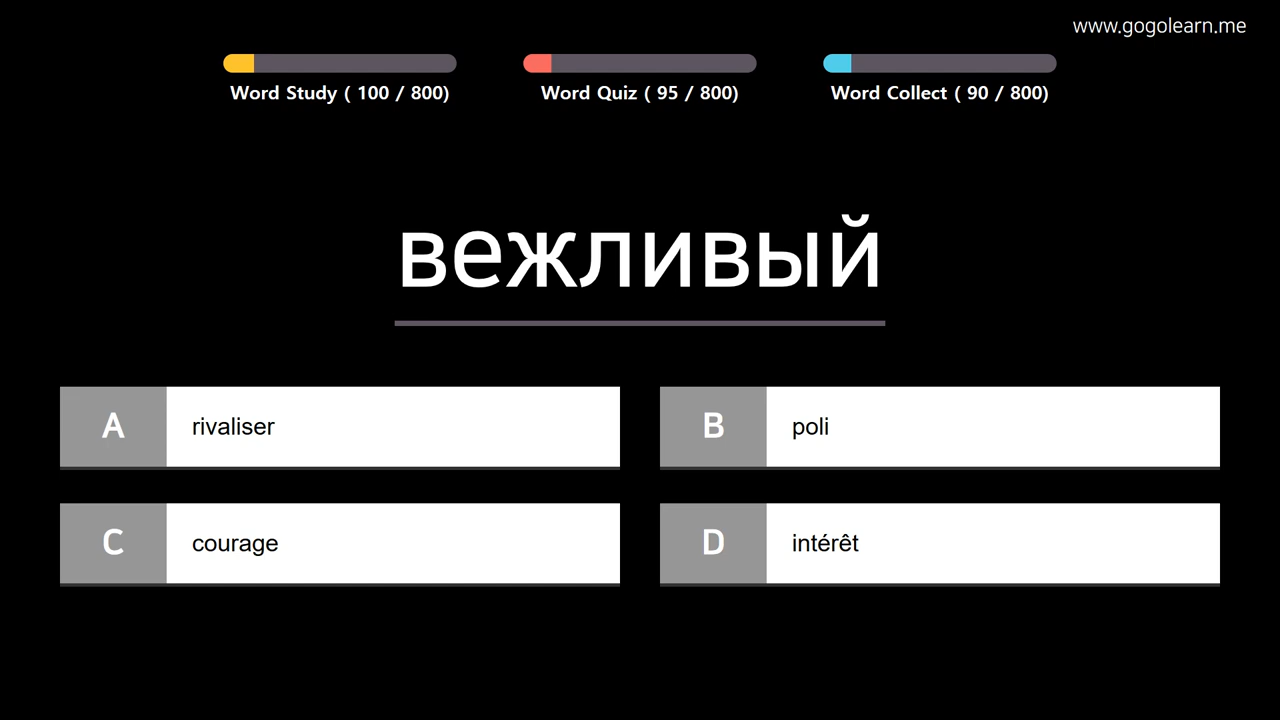 www.gogolearn.me
Word Study ( 100 / 800)
Word Quiz ( 95 / 800)
Word Collect ( 90 / 800)
вежливый
A rivaliser
B poli
C courage
D intérêt